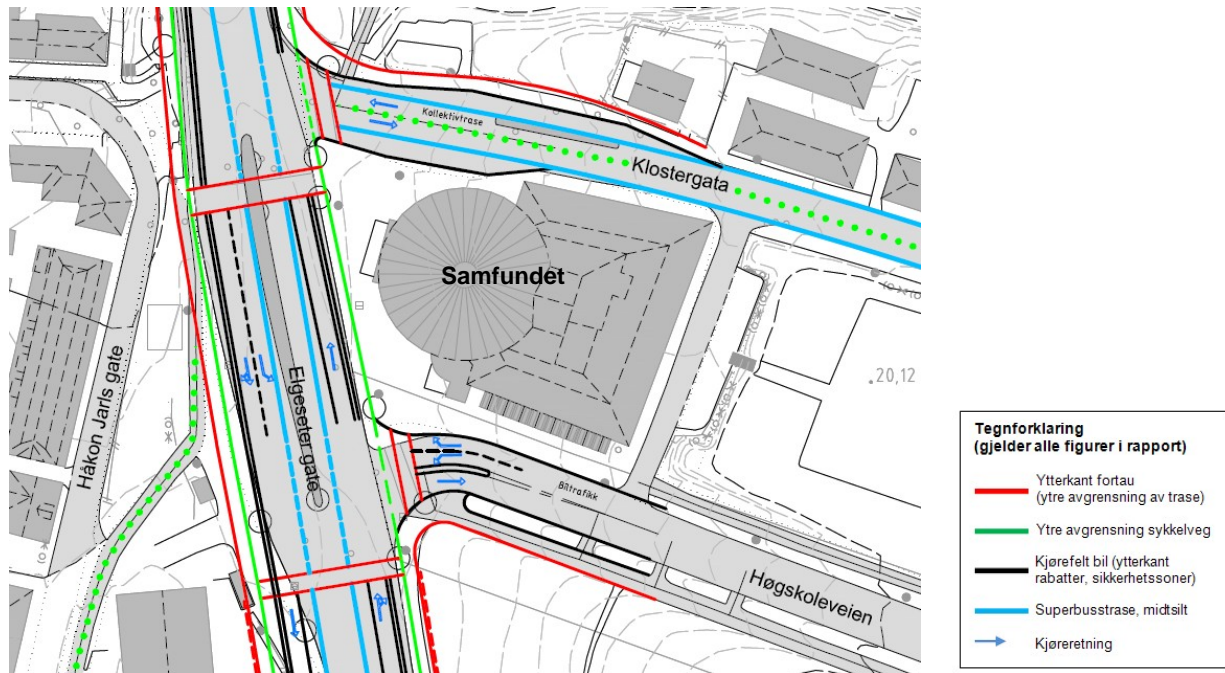 Kollektivtrase
Klostergata
Samfundet
Håkon Jarls gate
Elgeseter gate
20,12
Biltrafikk
Høgskoleveien
Tegnforklaring
(gjelder alle figurer i rapport)
Ytterkant fortau
(ytre avgrensning av trase)
Ytre avgrensning sykkelveg
Kjørefelt bil (ytterkant
rabatter, sikkerhetssoner)
Superbusstrase, midtsilt
Kjøreretning